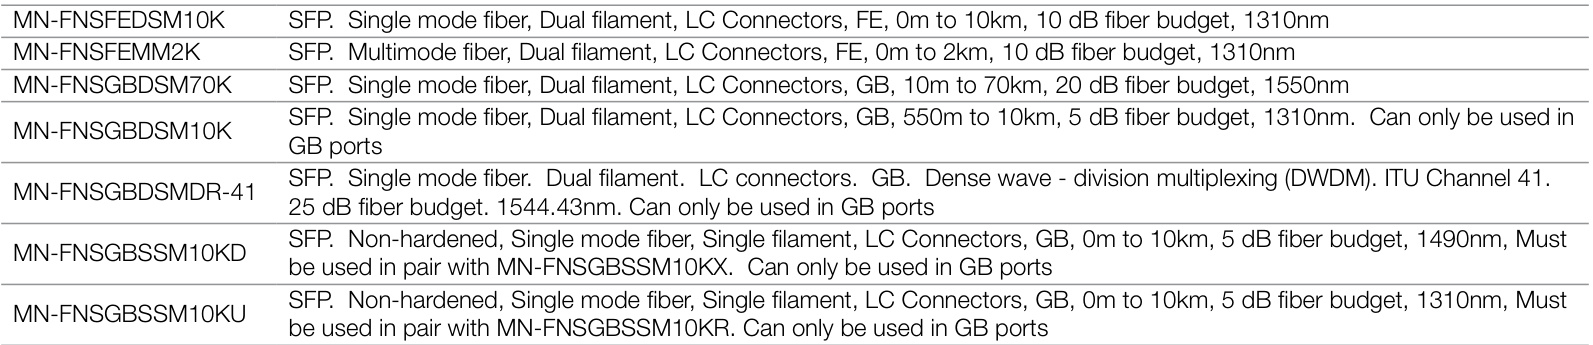 MN-FNSFEDSM10K SFP.  Single mode fiber, Dual filament, LC Connectors, FE, 0m to 10km, 10 dB fiber budget, 1310nm
MN-FNSFEMM2K SFP.  Multimode fiber, Dual filament, LC Connectors, FE, 0m to 2km, 10 dB fiber budget, 1310nm
MN-FNSGBDSM70K SFP.  Single mode fiber, Dual filament, LC Connectors, GB, 10m to 70km, 20 dB fiber budget, 1550nm
MN-FNSGBDSM10K SFP.  Single mode fiber, Dual filament, LC Connectors, GB, 550m to 10km, 5 dB fiber budget, 1310nm.  Can only be used in
GB ports
MN-FNSGBDSMDR-41 SFP.  Single mode fiber.  Dual filament.  LC connectors.  GB.  Dense wave - division multiplexing (DWDM). ITU Channel 41.
25 dB fiber budget. 1544.43nm. Can only be used in GB ports
MN-FNSGBSSM10KD SFP.  Non-hardened, Single mode fiber, Single filament, LC Connectors, GB, 0m to 10km, 5 dB fiber budget, 1490nm, Must
be used in pair with MN-FNSGBSSM10KX.  Can only be used in GB ports
MN-FNSGBSSM10KU SFP.  Non-hardened, Single mode fiber, Single filament, LC Connectors, GB, 0m to 10km, 5 dB fiber budget, 1310nm, Must
be used in pair with MN-FNSGBSSM10KR. Can only be used in GB ports